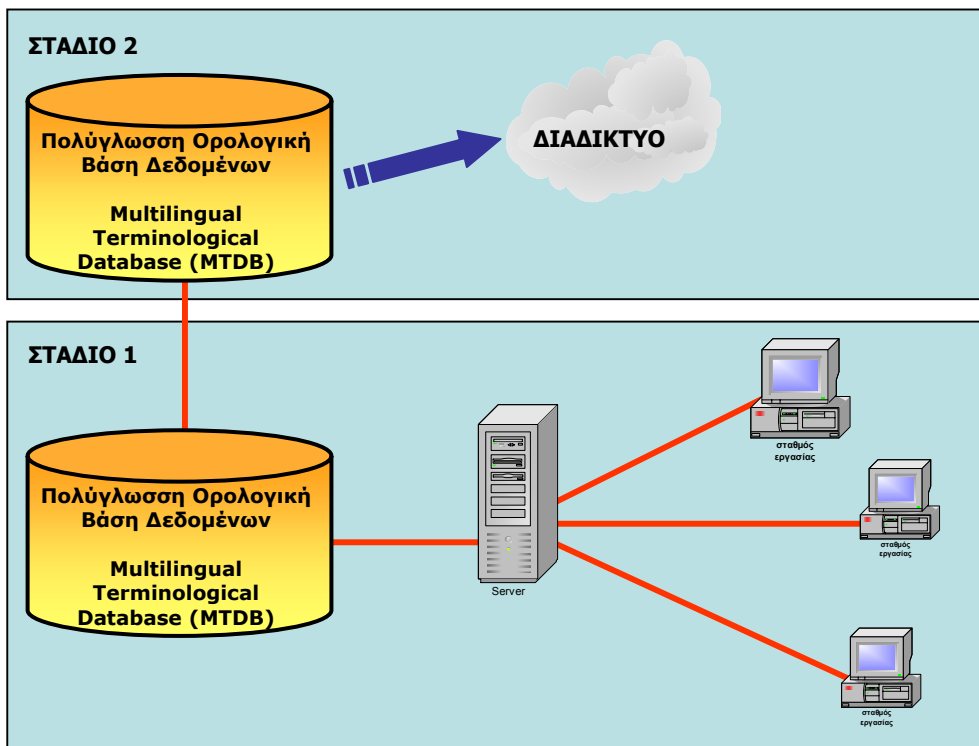 ΣΤΑΔΙΟ 2
Πολύγλωσση Ορολογική
Βάση Δεδομένων
Multilingual
Terminological
Database (MTDB)
ΔΙΑΔΙΚΤΥΟ
ΣΤΑΔΙΟ 1
Πολύγλωσση Ορολογική
Βάση Δεδομένων
Multilingual
Terminological
Database (MTDB)
Server
σταθμός
εργασίας
σταθμός
εργασίας
σταθμός
εργασίας